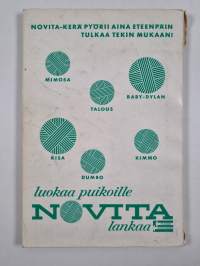 NOVITA-KERÄ PYÖRII AINA ETEENPÄIN
TULKAA TEKIN MUKAAN!
MIMOSA
TALOUS
BABY-DYLAN
KISA
DUMBO
KIMMO
luokaa puikoille
NOVITA
lankaa